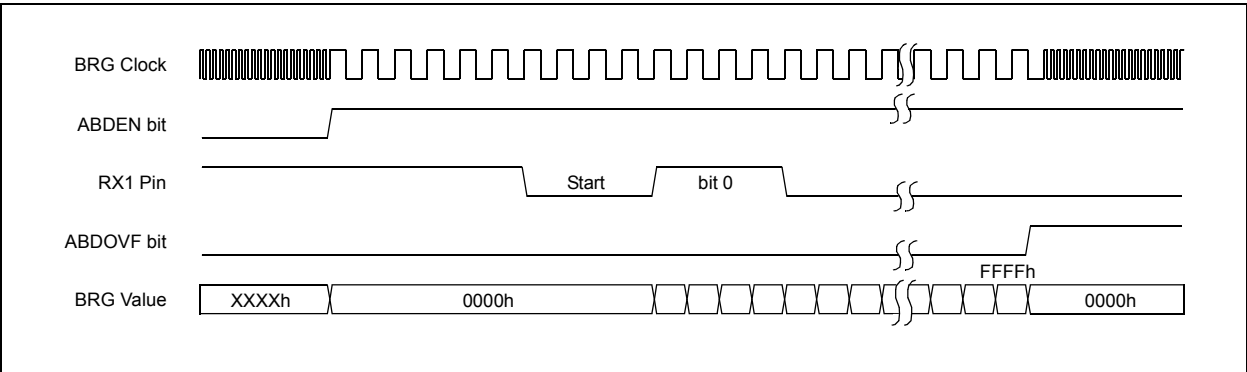 BRG Clock
ABDEN bit
RX1 Pin
Start
bit 0
ABDOVF bit
FFFFh
BRG Value
XXXXh
0000h
0000h